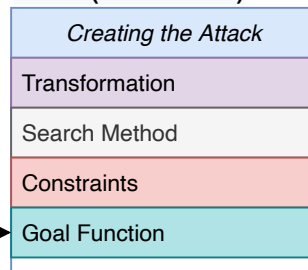 Creating the Attack
Transformation
Search Method
Constraints
Goal Function